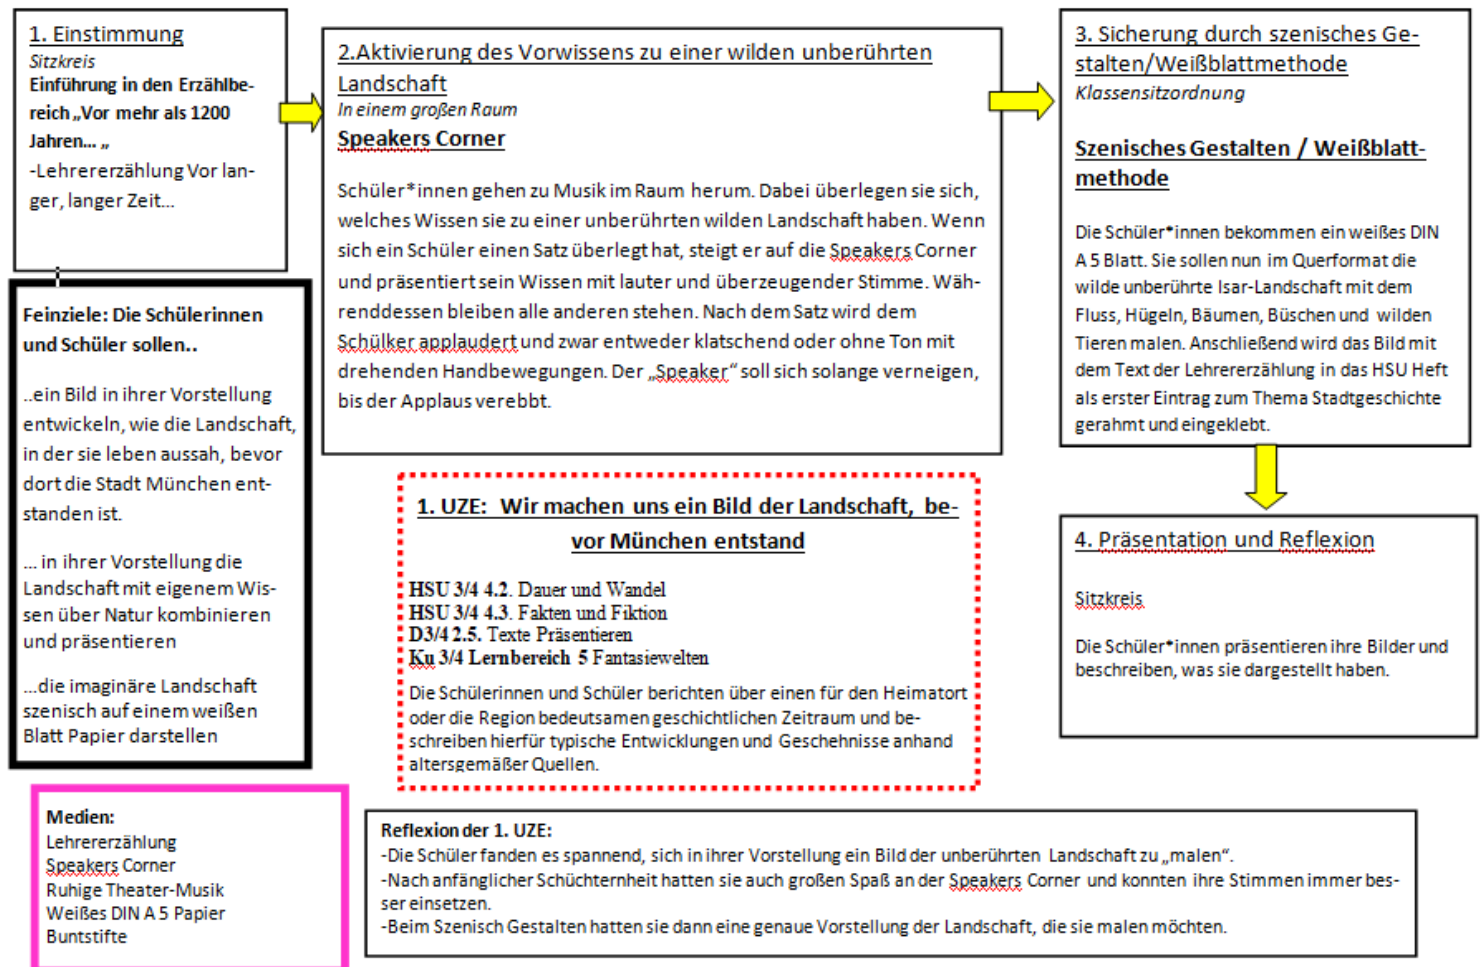 1. Einstimmung
Sitzkreis
Einführung in den Erzählbe-
reich „Vor mehr als 1200
Jahren... „
-Lehrererzählung Vor lan-
ger, langer Zeit...
2.Aktivierung des Vorwissens zu einer wilden unberührten
Landschaft
In einem großen Raum
Speakers Corner
Schüler*innen gehen zu Musik im Raum herum. Dabei überlegen sie sich,
welches Wissen sie zu einer unberührten wilden Landschaft haben. Wenn
sich ein Schüler einen Satz überlegt hat, steigt er auf die Speakers Corner
und präsentiert sein Wissen mit lauter und überzeugender Stimme. Wäh-
renddessen bleiben alle anderen stehen. Nach dem Satz wird dem
Schülker applaudert und zwar entweder klatschend oder ohne Ton mit
drehenden Handbewegungen. Der „Speaker“ soll sich solange verneigen,
bis der Applaus verebbt.
3. Sicherung durch szenisches Ge-
stalten/Weißblattmethode
Klassensitzordnung
Szenisches Gestalten / Weißblatt-
methode
Die Schüler*innen bekommen ein weißes DIN
A 5 Blatt. Sie sollen nun im Querformat die
wilde unberührte Isar-Landschaft mit dem
Fluss, Hügeln, Bäumen, Büschen und wilden
Tieren malen. Anschließend wird das Bild mit
dem Text der Lehrererzählung in das HSU Heft
als erster Eintrag zum Thema Stadtgeschichte
gerahmt und eingeklebt.
Feinziele: Die Schülerinnen
und Schüler sollen..
..ein Bild in ihrer Vorstellung
entwickeln, wie die Landschaft,
in der sie leben aussah, bevor
dort die Stadt München ent-
standen ist.
... in ihrer Vorstellung die
Landschaft mit eigenem Wis-
sen über Natur kombinieren
und präsentieren
...die imaginäre Landschaft
szenisch auf einem weißen
Blatt Papier darstellen
1. UZE: Wir machen uns ein Bild der Landschaft, be-
vor München entstand
HSU 3/4 4.2. Dauer und Wandel
HSU 3/4 4.3. Fakten und Fiktion
D3/4 2.5. Texte Präsentieren
Ku 3/4 Lernbereich 5 Fantasiewelten
Die Schülerinnen und Schüler berichten über einen für den Heimatort
oder die Region bedeutsamen geschichtlichen Zeitraum und be-
schreiben hierfür typische Entwicklungen und Geschehnisse anhand
altersgemäßer Quellen.
4. Präsentation und Reflexion
Sitzkreis
Die Schüler*innen präsentieren ihre Bilder und
beschreiben, was sie dargestellt haben.
Medien:
Lehrererzählung
Speakers Corner
Ruhige Theater-Musik
Weißes DIN A 5 Papier
Buntstifte
Reflexion der 1. UZE:
-Die Schüler fanden es spannend, sich in ihrer Vorstellung ein Bild der unberührten Landschaft zu „malen“.
-Nach anfänglicher Schüchternheit hatten sie auch großen Spaß an der Speakers Corner und konnten ihre Stimmen immer bes-
ser einsetzen.
-Beim Szenisch Gestalten hatten sie dann eine genaue Vorstellung der Landschaft, die sie malen möchten.